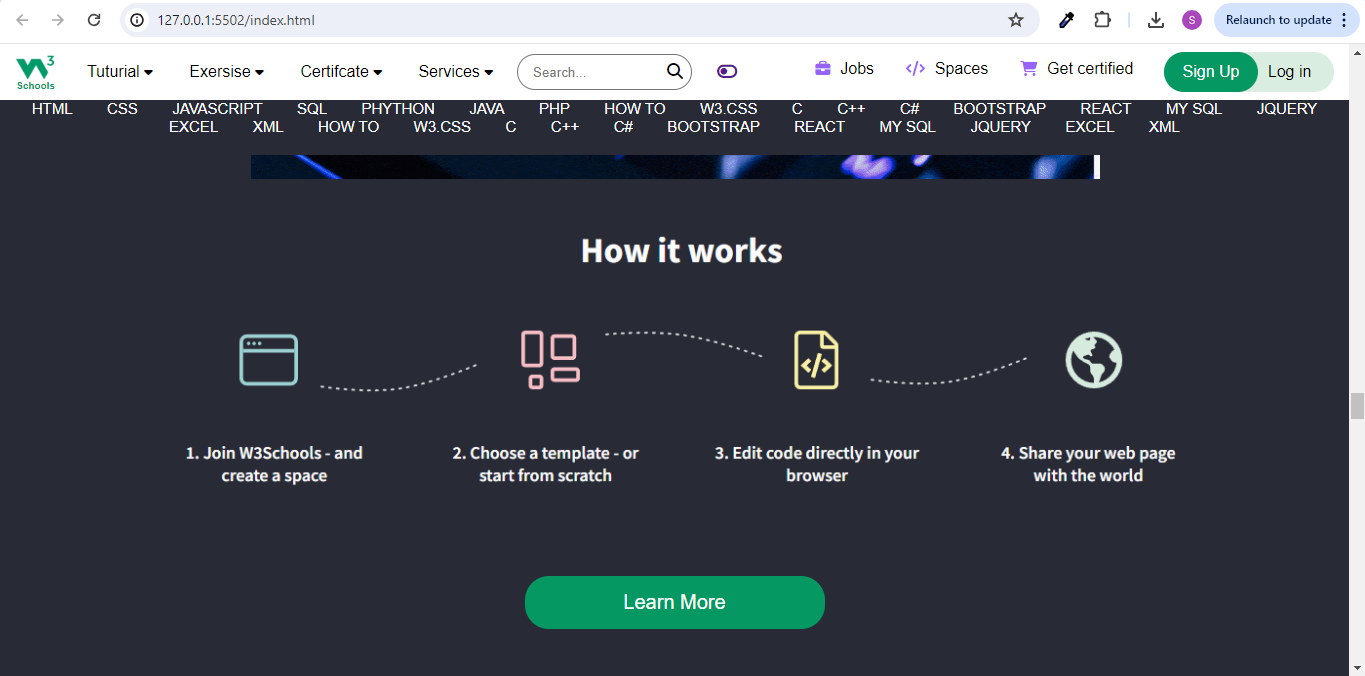 127.0.0.1:5502/index.html S Relaunch to update
W 3 Schools Tuturial Exersise Certifcate Services Search... Jobs </> Spaces Get certified Sign Up Log in
HTML CSS JAVASCRIPT SQL PHYTHON JAVA PHP HOW TO W3.CSS C C++ C# BOOTSTRAP REACT MY SQL JQUERY
EXCEL XML HOW TO W3.CSS C C++ C# BOOTSTRAP REACT MY SQL JQUERY EXCEL XML
How it works
</>
1. Join W3Schools - and
create a space
2. Choose a template - or
start from scratch
3. Edit code directly in your
browser
4. Share your web page
with the world
Learn More